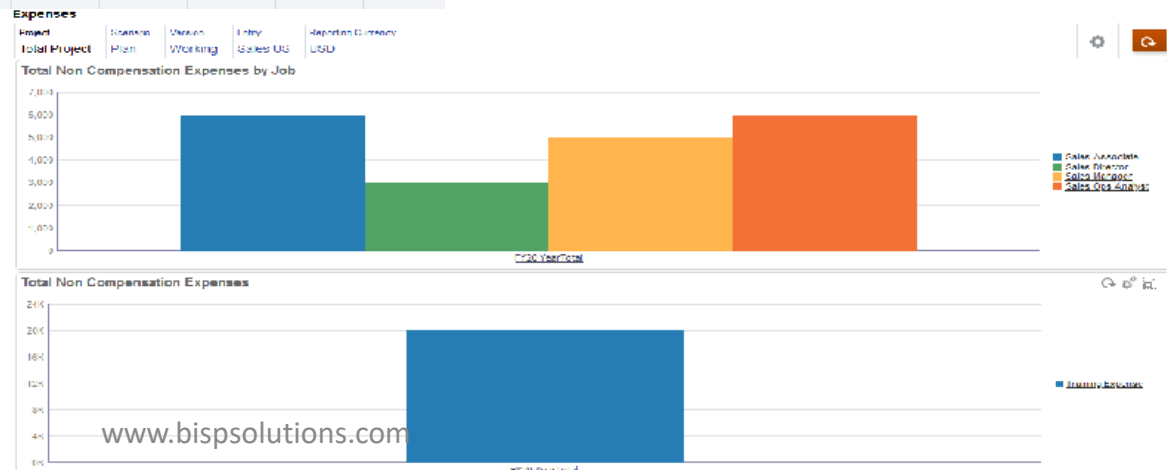 Expenses
Project Scenario Version Entity Reporting Currency
Total Project Plan Working Sales US USD
Total Non Compensation Expenses by Job
7,000
6,000
5,000
4,000
3,000
2,000
1,000
0
Sales Associate
Sales Director
Sales Manager
Sales Ops Analyst
FY20 YearTotal
Total Non Compensation Expenses
24K
20K
16K
12K
8K
4K
0K
Training Expense
www.bispsolutions.com